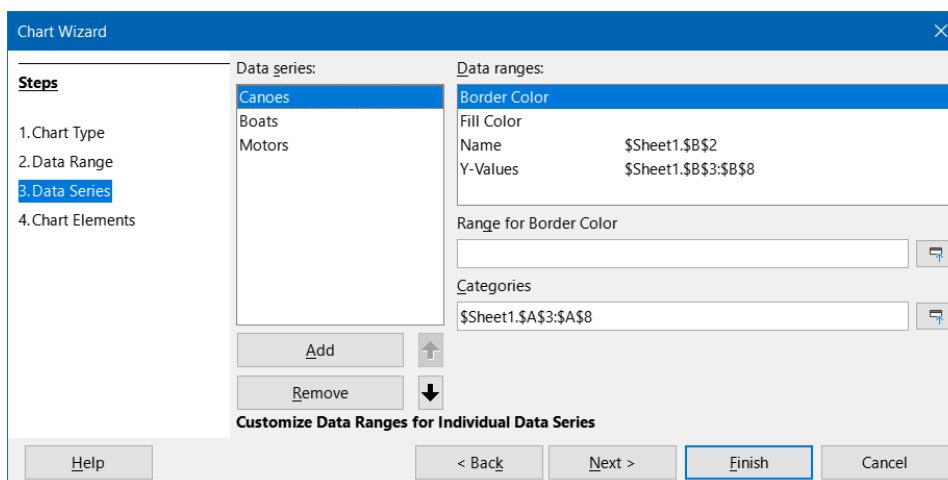 Chart Wizard
Steps
1. Chart Type
2. Data Range
3. Data Series
4. Chart Elements
Data series:
Canoes
Boats
Motors
Add
Remove
Data ranges:
Border Color
Fill Color
Name $Sheet1.$B$2
Y-Values $Sheet1.$B$3:$B$8
Range for Border Color
Categories
$Sheet1.$A$3:$A$8
Customize Data Ranges for Individual Data Series
Help
< Back
Next >
Finish
Cancel